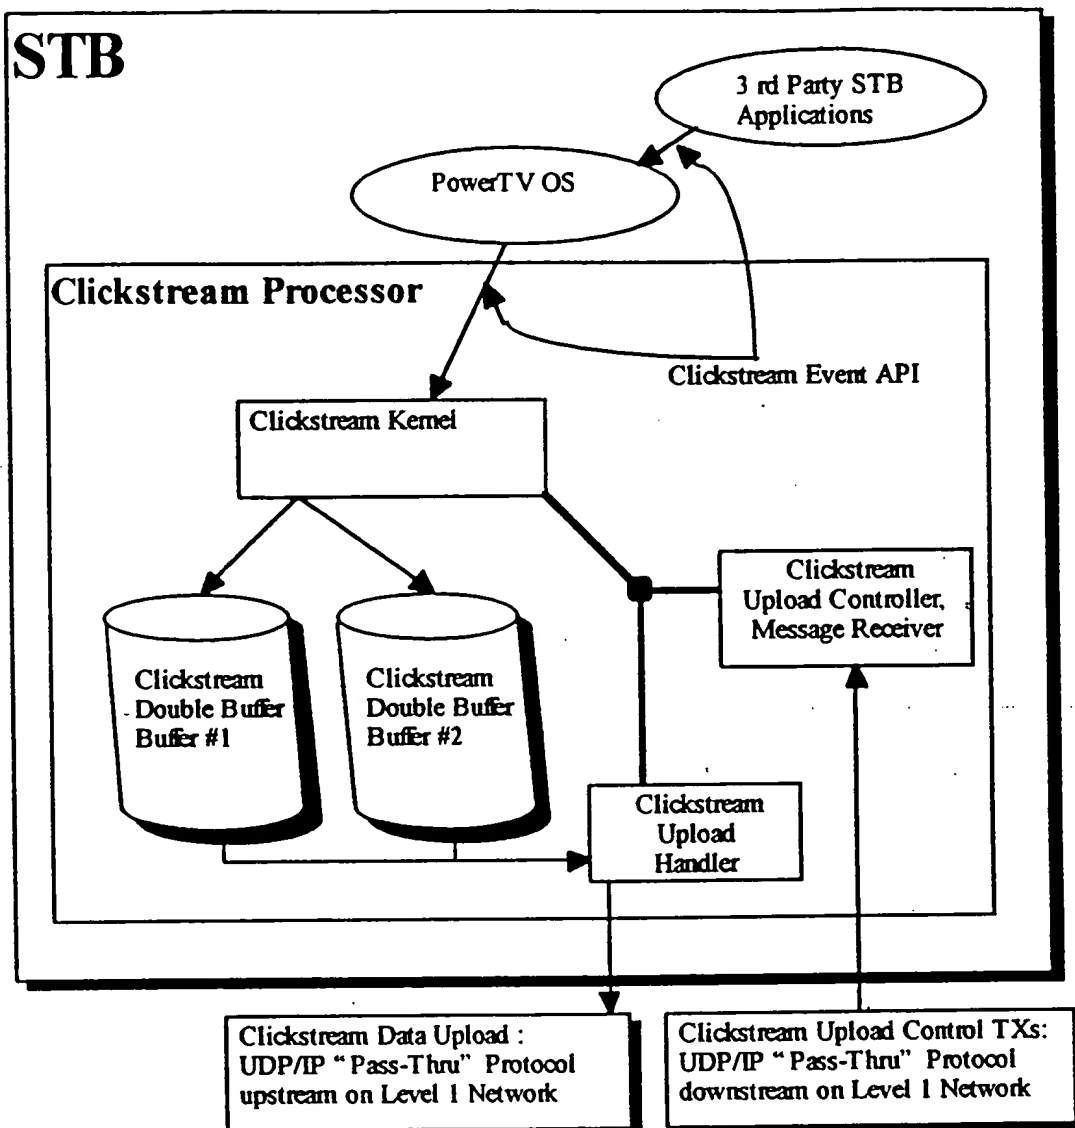 STB
3 rd Party STB
Applications
PowerTV OS
Clickstream Processor
Clickstream Event API
Clickstream Kernel
Clickstream
Upload Controller,
Message Receiver
Clickstream
Double Buffer
Buffer #1
Clickstream
Double Buffer
Buffer #2
Clickstream
Upload
Handler
Clickstream Data Upload :
UDP/IP “ Pass-Thru” Protocol
upstream on Level 1 Network
Clickstream Upload Control TXs:
UDP/IP “ Pass-Thru” Protocol
downstream on Level 1 Network